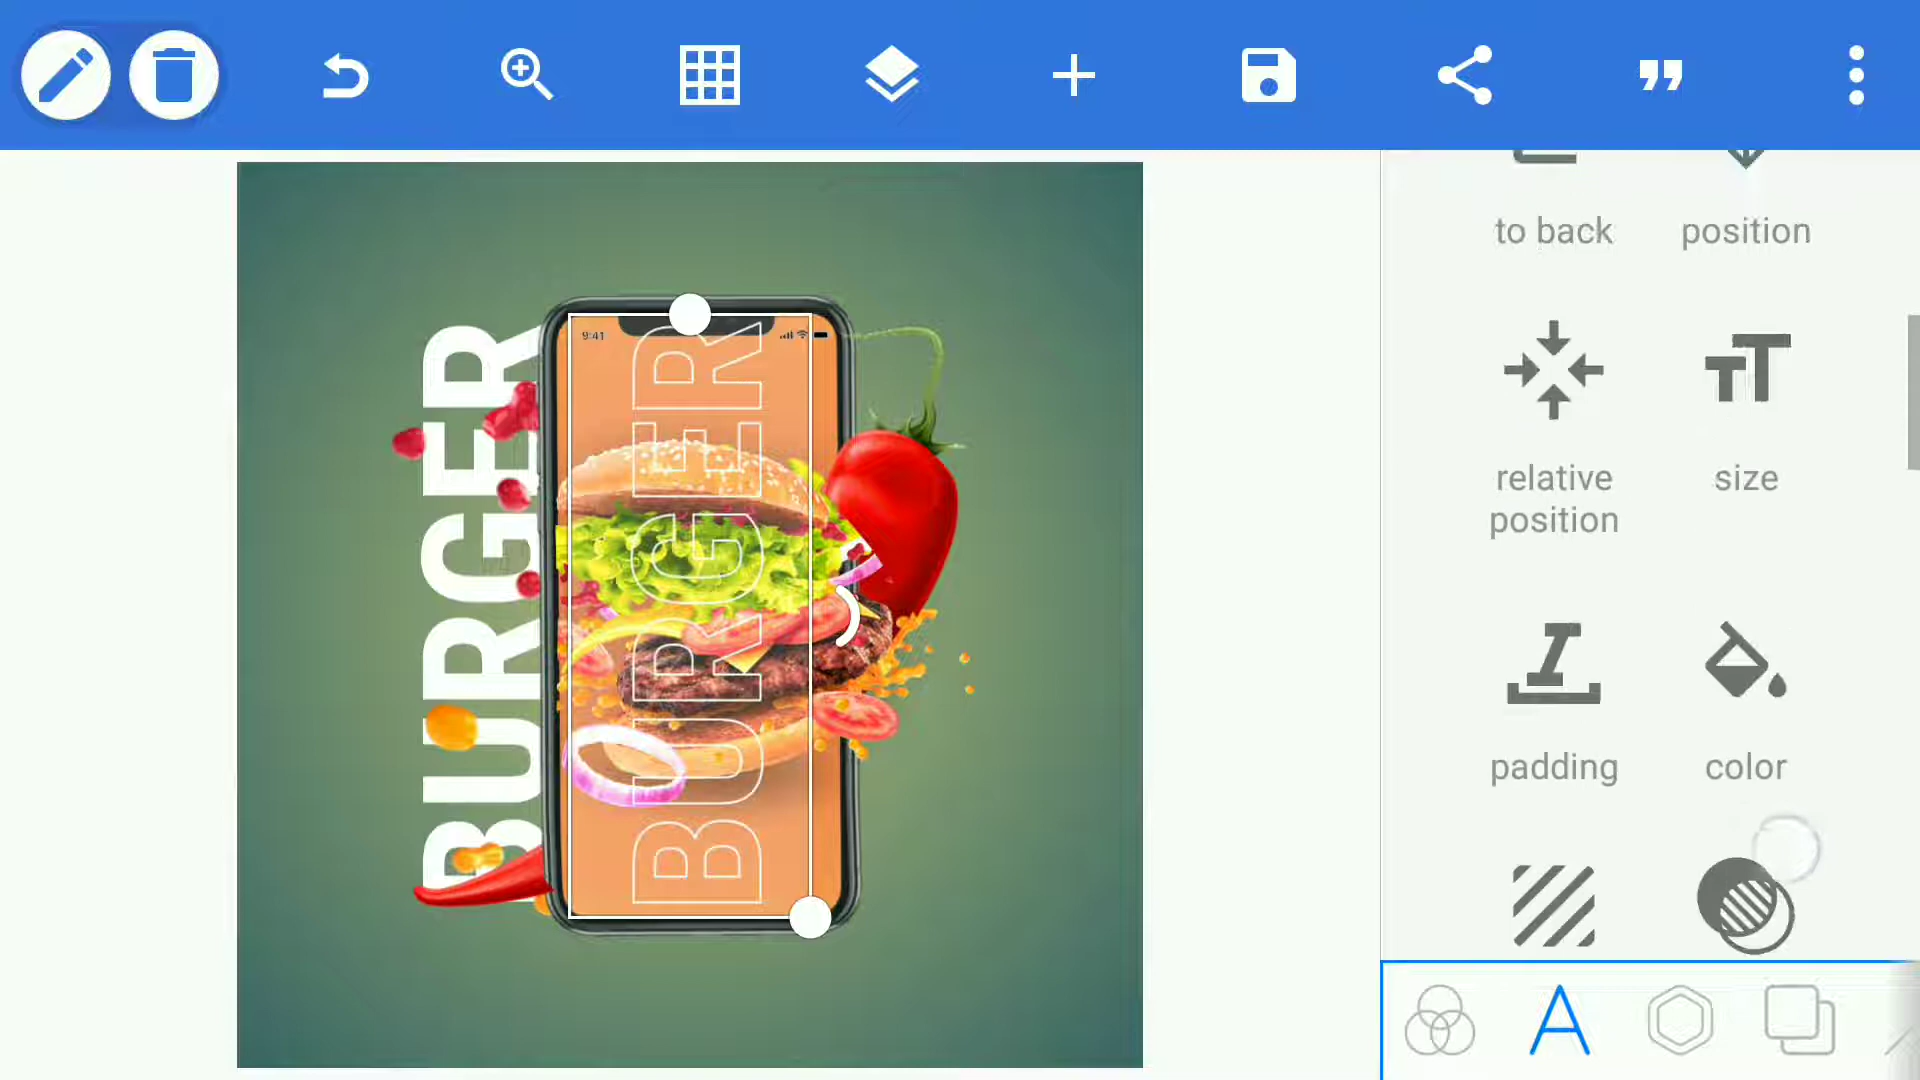 to back
position
9:41
BURGER
BURGER
relative
position
size
padding
color